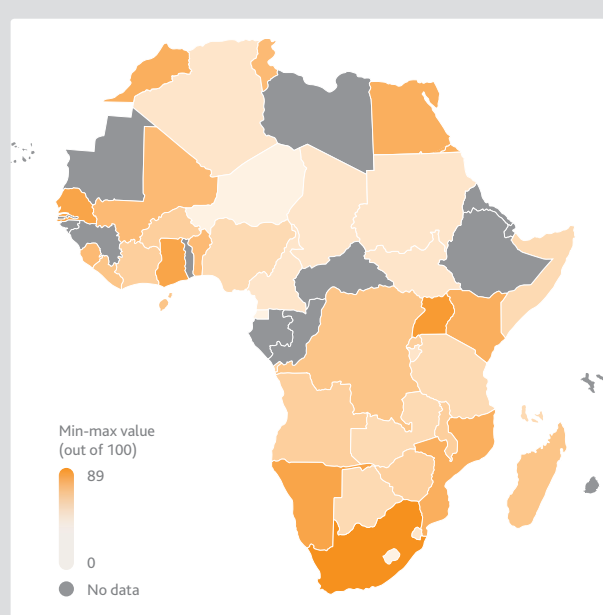 Min-max value
(out of 100)
89
0
No data